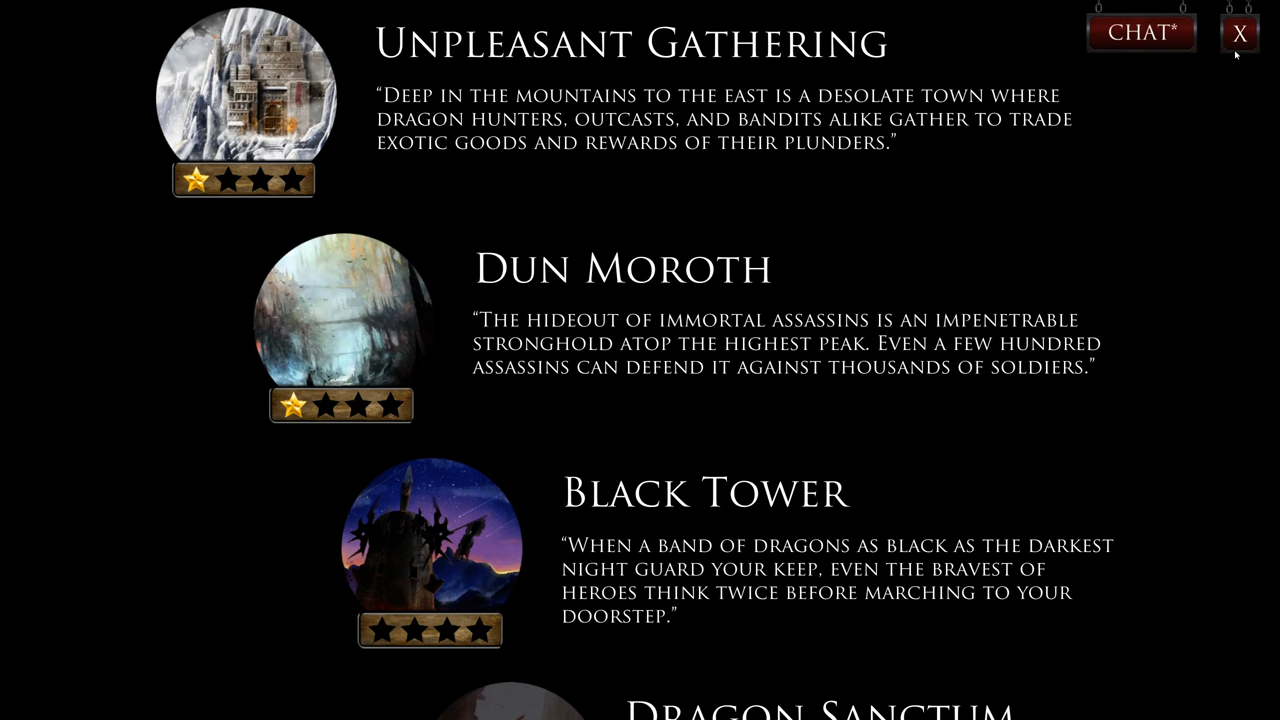 CHAT*
X
UNPLEASANT GATHERING
“DEEP IN THE MOUNTAINS TO THE EAST IS A DESOLATE TOWN WHERE
DRAGON HUNTERS, OUTCASTS, AND BANDITS ALIKE GATHER TO TRADE
EXOTIC GOODS AND REWARDS OF THEIR PLUNDERS.”
DUN MOROTH
“THE HIDEOUT OF IMMORTAL ASSASSINS IS AN IMPENETRABLE
STRONGHOLD ATOP THE HIGHEST PEAK. EVEN A FEW HUNDRED
ASSASSINS CAN DEFEND IT AGAINST THOUSANDS OF SOLDIERS.”
BLACK TOWER
“WHEN A BAND OF DRAGONS AS BLACK AS THE DARKEST
NIGHT GUARD YOUR KEEP, EVEN THE BRAVEST OF
HEROES THINK TWICE BEFORE MARCHING TO YOUR
DOORSTEP.”
DRAGON SANCTUM